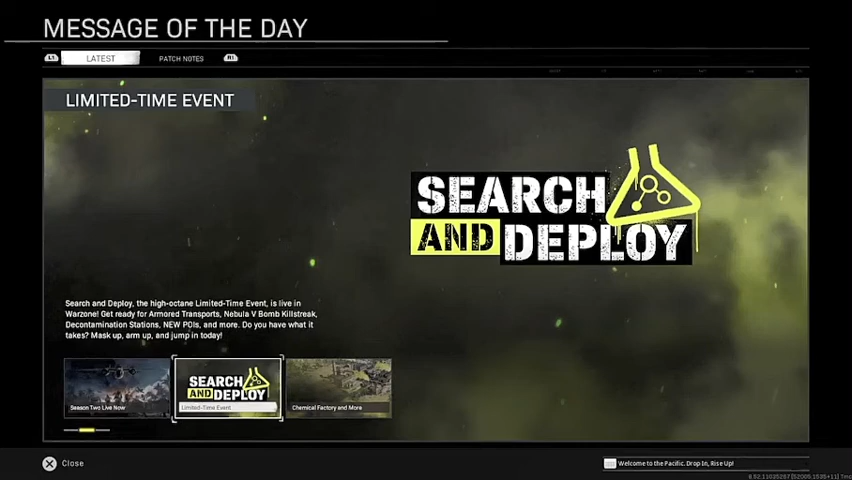 MESSAGE OF THE DAY
L1 LATEST PATCH NOTES R1
LIMITED-TIME EVENT
SEARCH
AND DEPLOY
Search and Deploy, the high-octane Limited-Time Event, is live in
Warzone! Get ready for Armored Transports, Nebula V Bomb Killstreak,
Decontamination Stations, NEW POIs, and more. Do you have what it
takes? Mask up, arm up, and jump in today!
Season Two Live Now
SEARCH
AND DEPLOY
Limited-Time Event
Chemical Factory and More
Close
Welcome to the Pacific. Drop In, Rise Up!